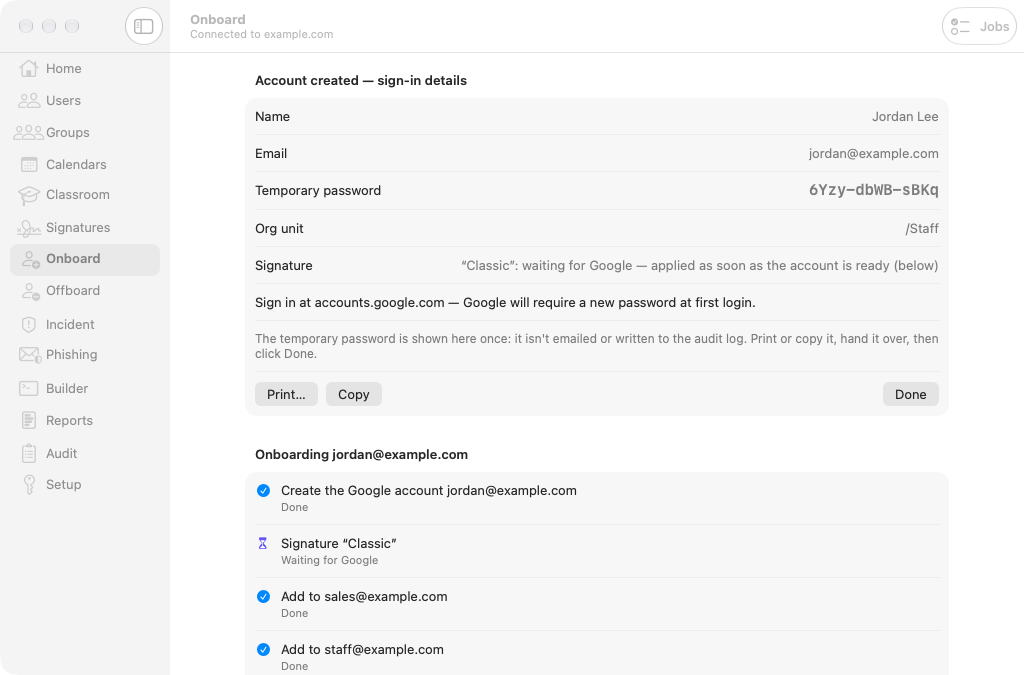 Onboard
Connected to example.com
Jobs
Home
Users
Groups
Calendars
Classroom
Signatures
Onboard
Offboard
Incident
Phishing
Builder
Reports
Audit
Setup
Account created — sign-in details
Name Jordan Lee
Email jordan@example.com
Temporary password 6Yzy-dbWB-sBKq
Org unit /Staff
Signature “Classic”: waiting for Google — applied as soon as the account is ready (below)
Sign in at accounts.google.com — Google will require a new password at first login.
The temporary password is shown here once: it isn't emailed or written to the audit log. Print or copy it, hand it over, then
click Done.
Print... Copy Done
Onboarding jordan@example.com
Create the Google account jordan@example.com
Done
Signature “Classic”
Waiting for Google
Add to sales@example.com
Done
Add to staff@example.com
Done